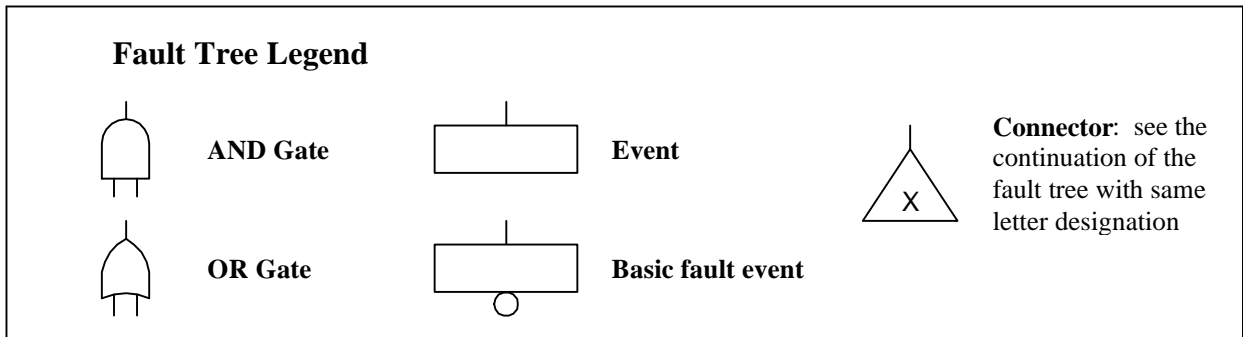 Fault Tree Legend
AND Gate
Event
Connector: see the
continuation of the
fault tree with same
letter designation
X
OR Gate
Basic fault event